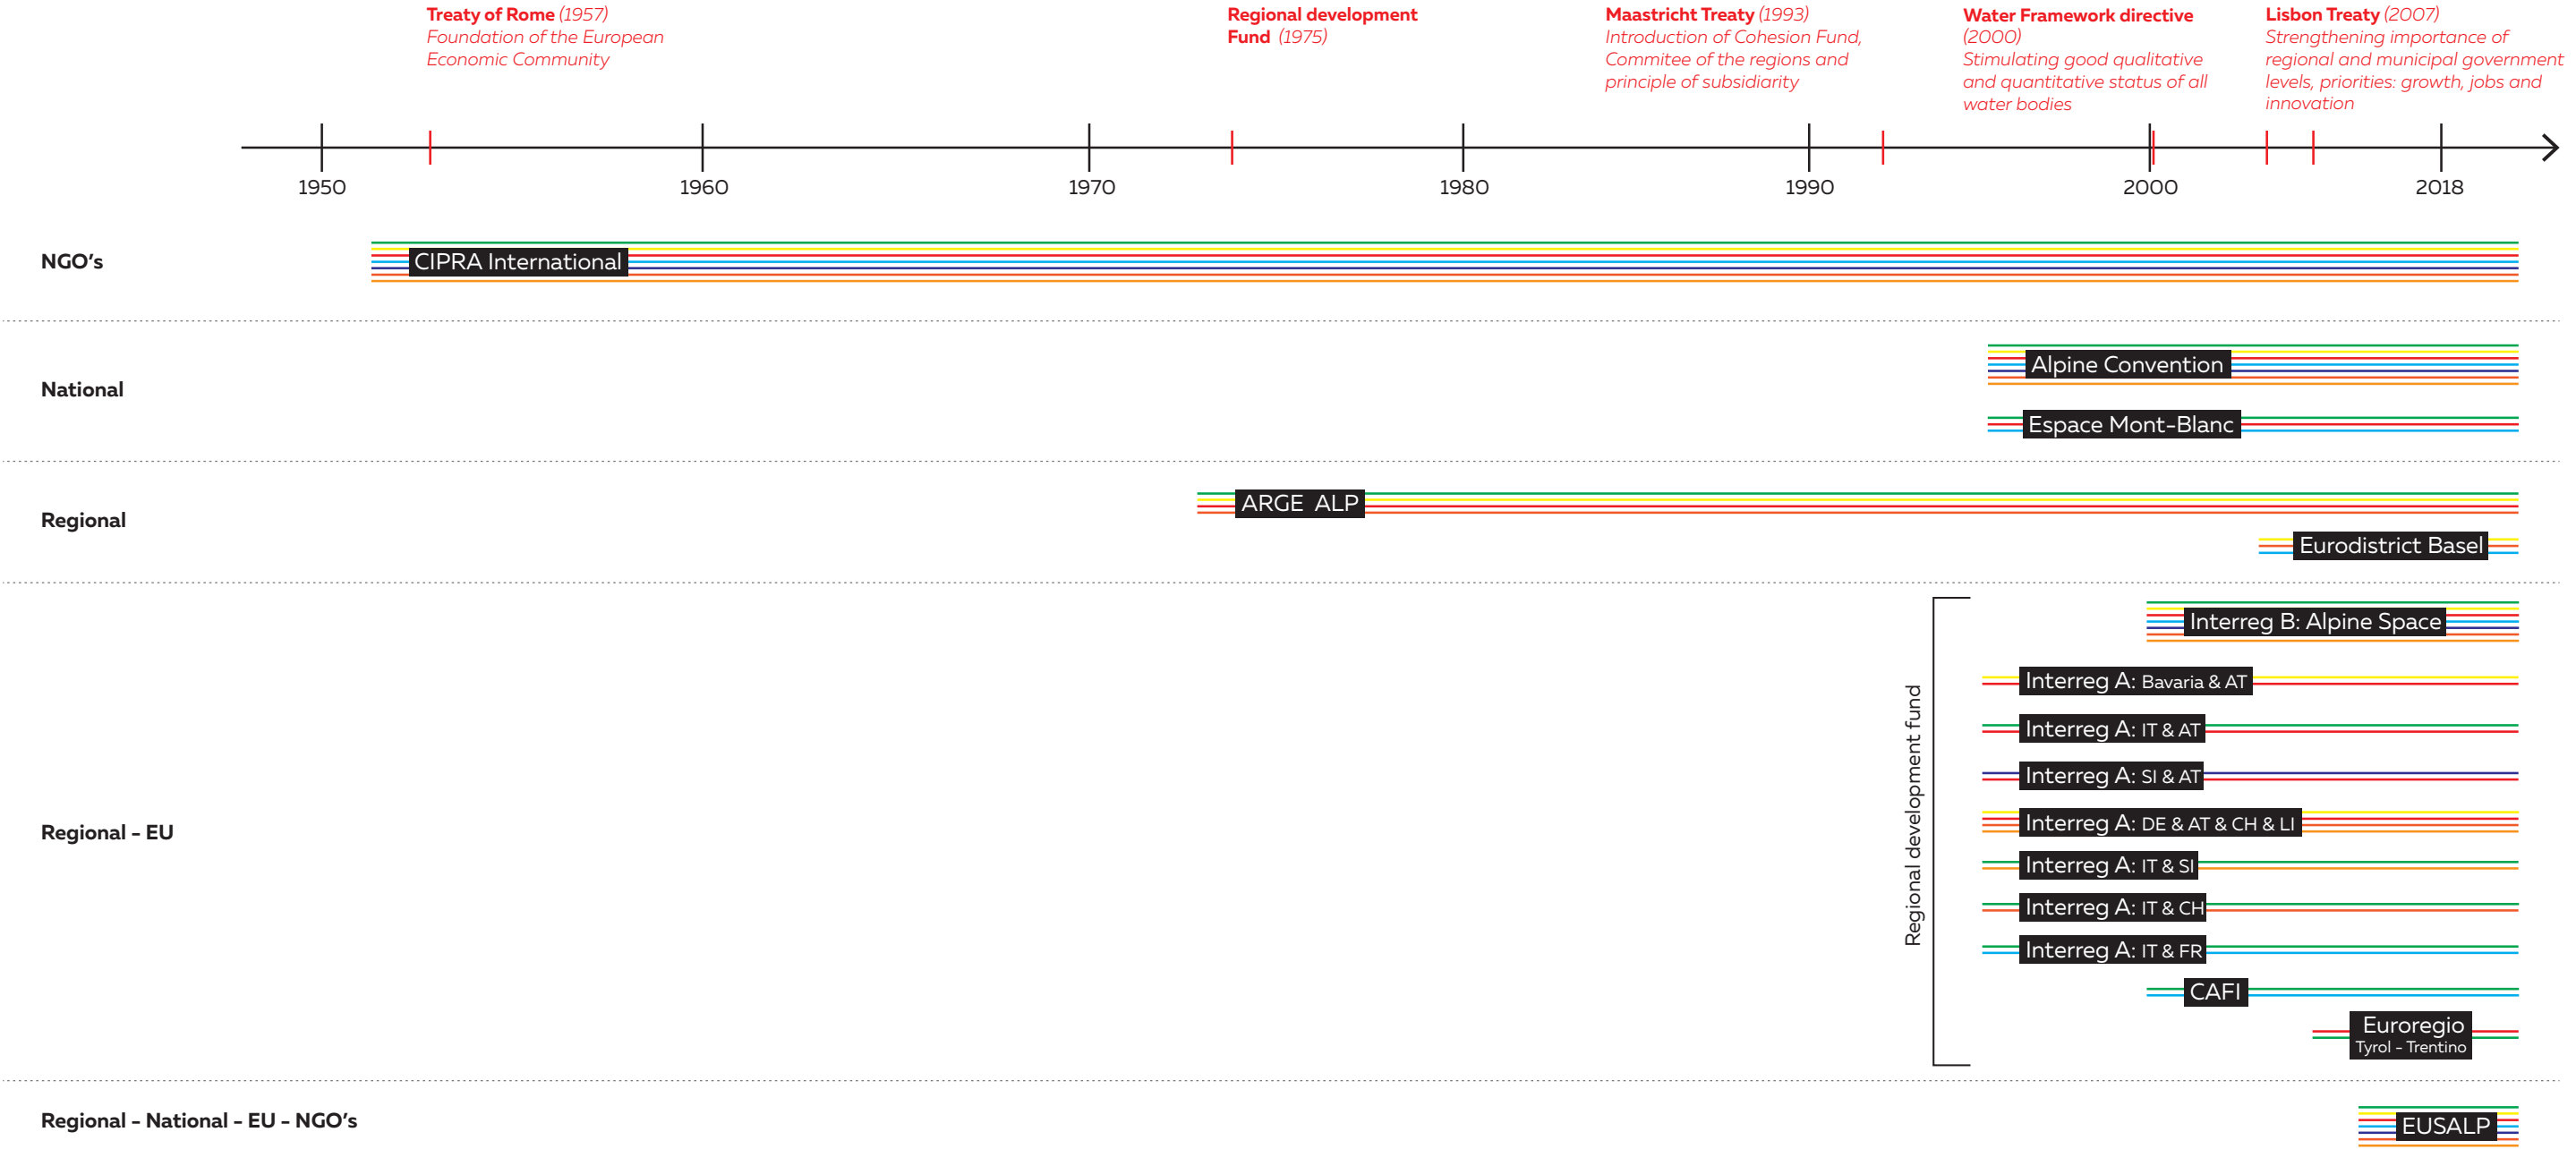 Treaty of Rome (1957)
Foundation of the European
Economic Community
Regional development
Fund (1975)
Maastricht Treaty (1993)
Introduction of Cohesion Fund,
Commitee of the regions and
principle of subsidiarity
Water Framework directive
(2000)
Stimulating good qualitative
and quantitative status of all
water bodies
Lisbon Treaty (2007)
Strengthening importance of
regional and municipal government
levels, priorities: growth, jobs and
innovation
1950
1960
1970
1980
1990
2000
2018
NGO's
CIPRA International
National
Alpine Convention
Espace Mont-Blanc
Regional
ARGE ALP
Eurodistrict Basel
Regional - EU
Regional development fund
Interreg B: Alpine Space
Interreg A: Bavaria & AT
Interreg A: IT & AT
Interreg A: SI & AT
Interreg A: DE & AT & CH & LI
Interreg A: IT & SI
Interreg A: IT & CH
Interreg A: IT & FR
CAFI
Euroregio
Tyrol - Trentino
Regional - National - EU - NGO's
EUSALP